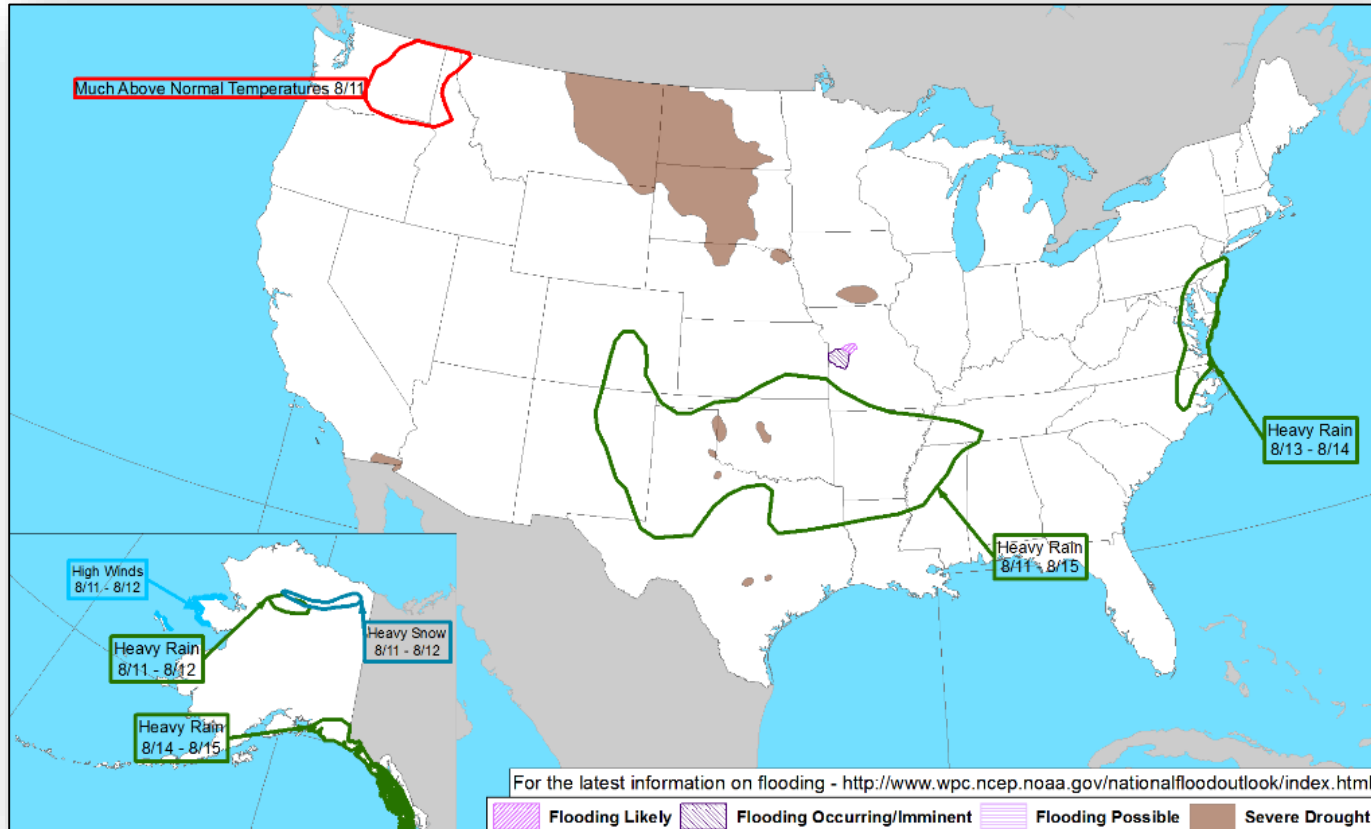 Much Above Normal Temperatures 8/11
Heavy Rain
8/13 - 8/14
Heavy Rain
8/11 - 8/15
High Winds
8/11 - 8/12
Heavy Rain
8/11 - 8/12
Heavy Snow
8/11 - 8/12
Heavy Rain
8/14 - 8/15
For the latest information on flooding - http://www.wpc.ncep.noaa.gov/nationalfloodoutlook/index.html
Flooding Likely
Flooding Occurring/Imminent
Flooding Possible
Severe Drought